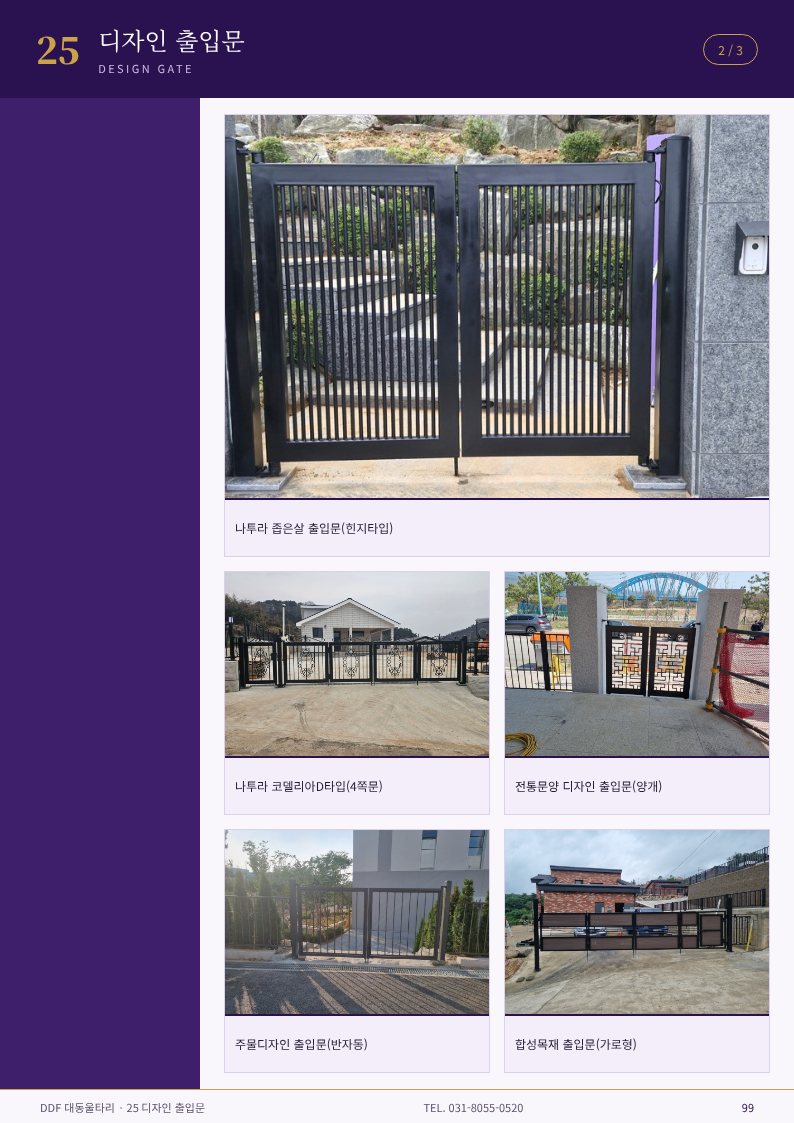 25
디자인 출입문
DESIGN GATE
2 / 3
나투라 좁은살 출입문(힌지타입)
나투라 코델리아D타입(4쪽문)
전통문양 디자인 출입문(양개)
주물디자인 출입문(반자동)
합성목재 출입문(가로형)
DDF 대동울타리 · 25 디자인 출입문
TEL. 031-8055-0520
99